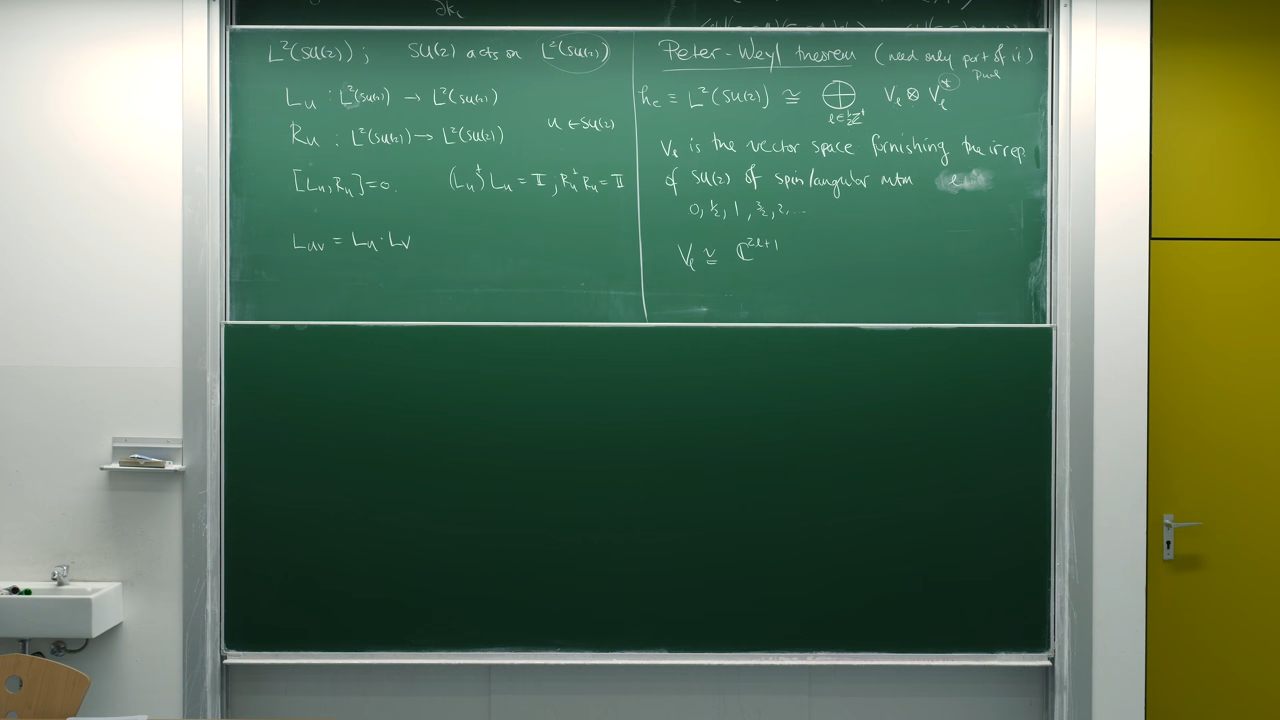 ∂k_i
L²(SU(2)); SU(2) acts on L²(SU(2))
L_u : L²(SU(2)) → L²(SU(2))
R_u : L²(SU(2)) → L²(SU(2)) u ∈ SU(2)
[L_u, R_u] = 0. (L_u)† L_u = 𝕀, R_u† R_u = 𝕀
L_uv = L_u · L_v
Peter-Weyl theorem (need only part of it)
Dual
h_e ≡ L²(SU(2)) ≅ ⊕ V_ℓ ⊗ V_ℓ*
ℓ ∈ ½ℤ⁺
V_ℓ is the vector space furnishing the irrep
of SU(2) of spin/angular mtm
0, ½, 1, 3/2, 2, ...
V_ℓ ≅ ℂ^{2ℓ+1}